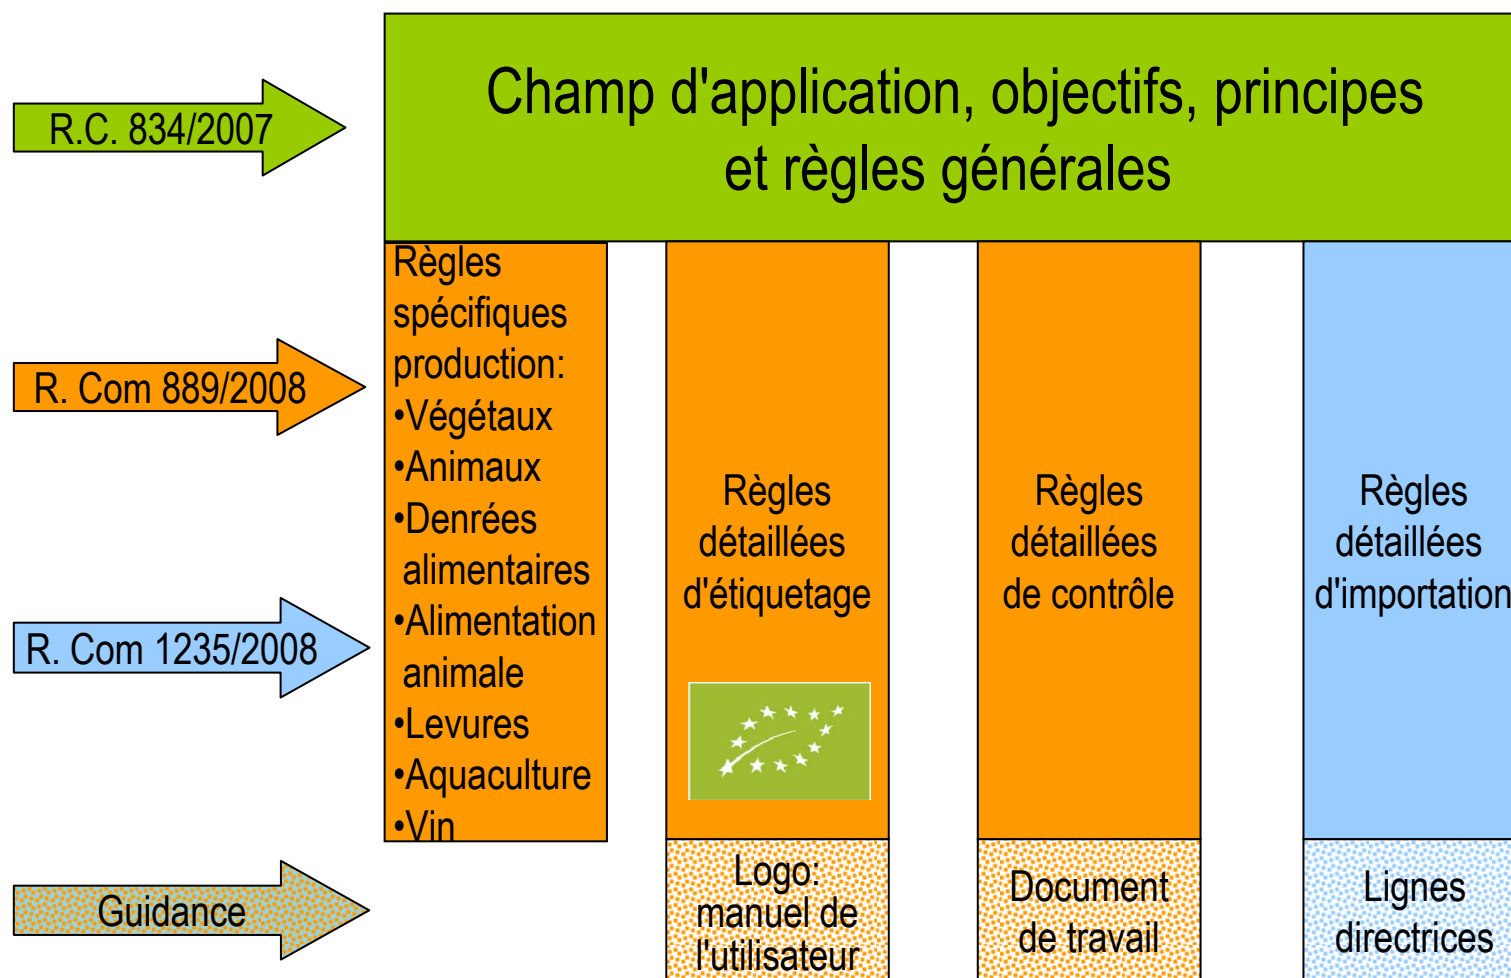 R.C. 834/2007
Champ d'application, objectifs, principes
et règles générales
R. Com 889/2008
R. Com 1235/2008
Guidance
Règles
spécifiques
production:
•Végétaux
•Animaux
•Denrées
alimentaires
•Alimentation
animale
•Levures
•Aquaculture
•Vin
Règles
détaillées
d'étiquetage
Règles
détaillées
de contrôle
Règles
détaillées
d'importation
Logo:
manuel de
l'utilisateur
Document
de travail
Lignes
directrices